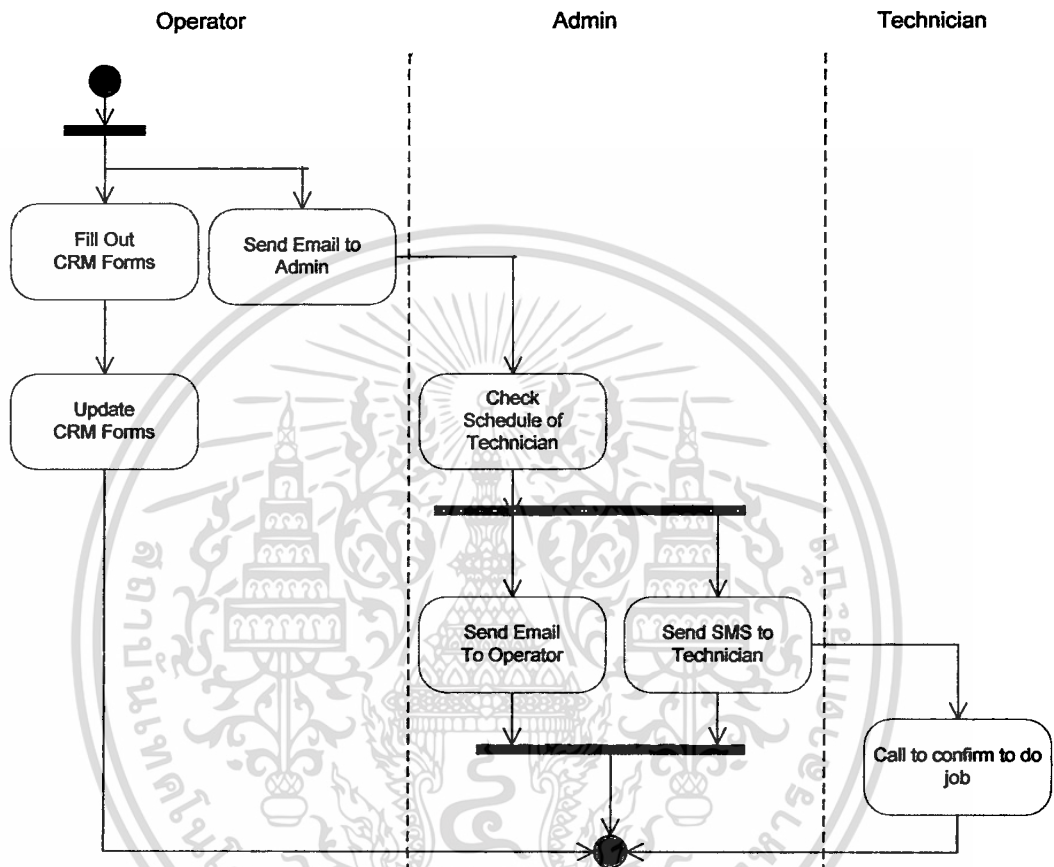 Operator
Admin
Technician
Fill Out
CRM Forms
Send Email to
Admin
Update
CRM Forms
Check
Schedule of
Technician
Send Email
To Operator
Send SMS to
Technician
Call to confirm to do
job